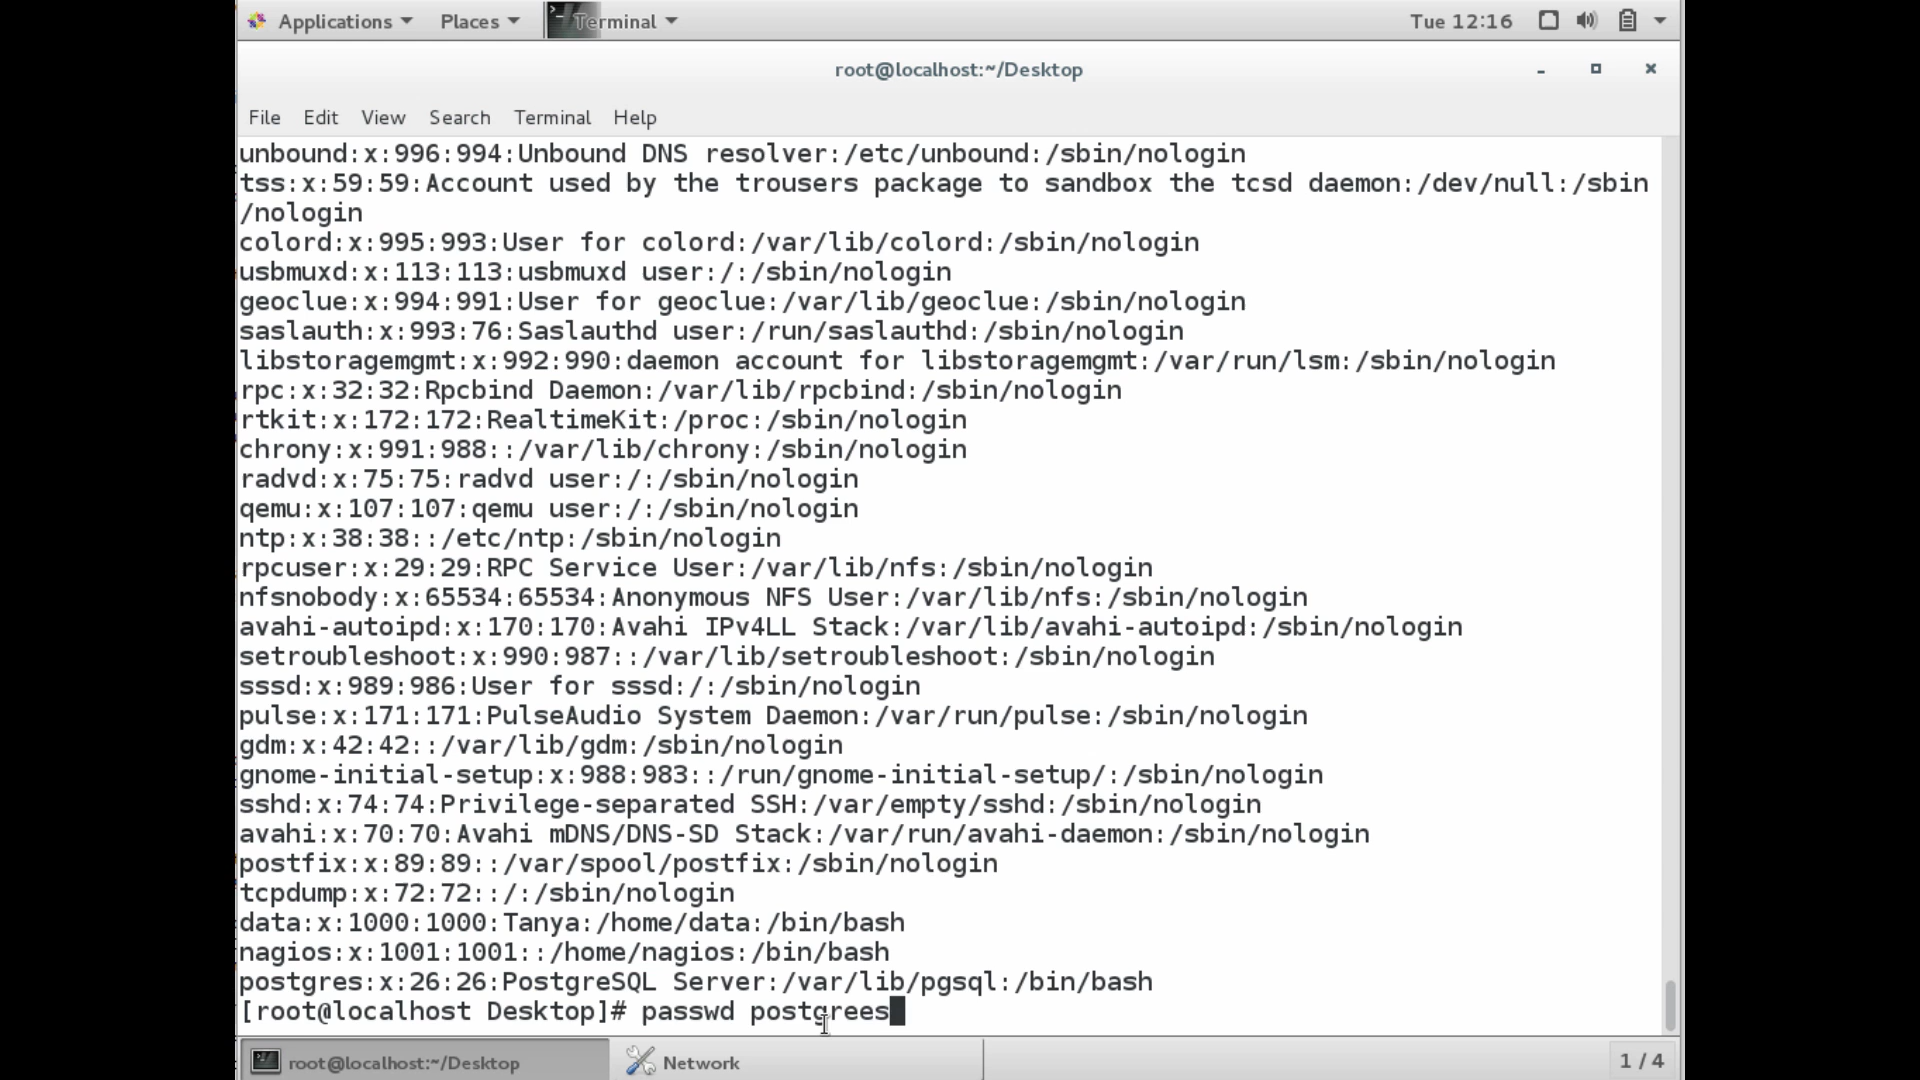 Applications Places Terminal Tue 12:16
root@localhost:~/Desktop
File Edit View Search Terminal Help
unbound:x:996:994:Unbound DNS resolver:/etc/unbound:/sbin/nologin
tss:x:59:59:Account used by the trousers package to sandbox the tcsd daemon:/dev/null:/sbin
/nologin
colord:x:995:993:User for colord:/var/lib/colord:/sbin/nologin
usbmuxd:x:113:113:usbmuxd user:/:/sbin/nologin
geoclue:x:994:991:User for geoclue:/var/lib/geoclue:/sbin/nologin
saslauth:x:993:76:Saslauthd user:/run/saslauthd:/sbin/nologin
libstoragemgmt:x:992:990:daemon account for libstoragemgmt:/var/run/lsm:/sbin/nologin
rpc:x:32:32:Rpcbind Daemon:/var/lib/rpcbind:/sbin/nologin
rtkit:x:172:172:RealtimeKit:/proc:/sbin/nologin
chrony:x:991:988::/var/lib/chrony:/sbin/nologin
radvd:x:75:75:radvd user:/:/sbin/nologin
qemu:x:107:107:qemu user:/:/sbin/nologin
ntp:x:38:38::/etc/ntp:/sbin/nologin
rpcuser:x:29:29:RPC Service User:/var/lib/nfs:/sbin/nologin
nfsnobody:x:65534:65534:Anonymous NFS User:/var/lib/nfs:/sbin/nologin
avahi-autoipd:x:170:170:Avahi IPv4LL Stack:/var/lib/avahi-autoipd:/sbin/nologin
setroubleshoot:x:990:987::/var/lib/setroubleshoot:/sbin/nologin
sssd:x:989:986:User for sssd:/:/sbin/nologin
pulse:x:171:171:PulseAudio System Daemon:/var/run/pulse:/sbin/nologin
gdm:x:42:42::/var/lib/gdm:/sbin/nologin
gnome-initial-setup:x:988:983::/run/gnome-initial-setup/:/sbin/nologin
sshd:x:74:74:Privilege-separated SSH:/var/empty/sshd:/sbin/nologin
avahi:x:70:70:Avahi mDNS/DNS-SD Stack:/var/run/avahi-daemon:/sbin/nologin
postfix:x:89:89::/var/spool/postfix:/sbin/nologin
tcpdump:x:72:72::/:/sbin/nologin
data:x:1000:1000:Tanya:/home/data:/bin/bash
nagios:x:1001:1001::/home/nagios:/bin/bash
postgres:x:26:26:PostgreSQL Server:/var/lib/pgsql:/bin/bash
[root@localhost Desktop]# passwd postgrees
root@localhost:~/Desktop Network 1 / 4